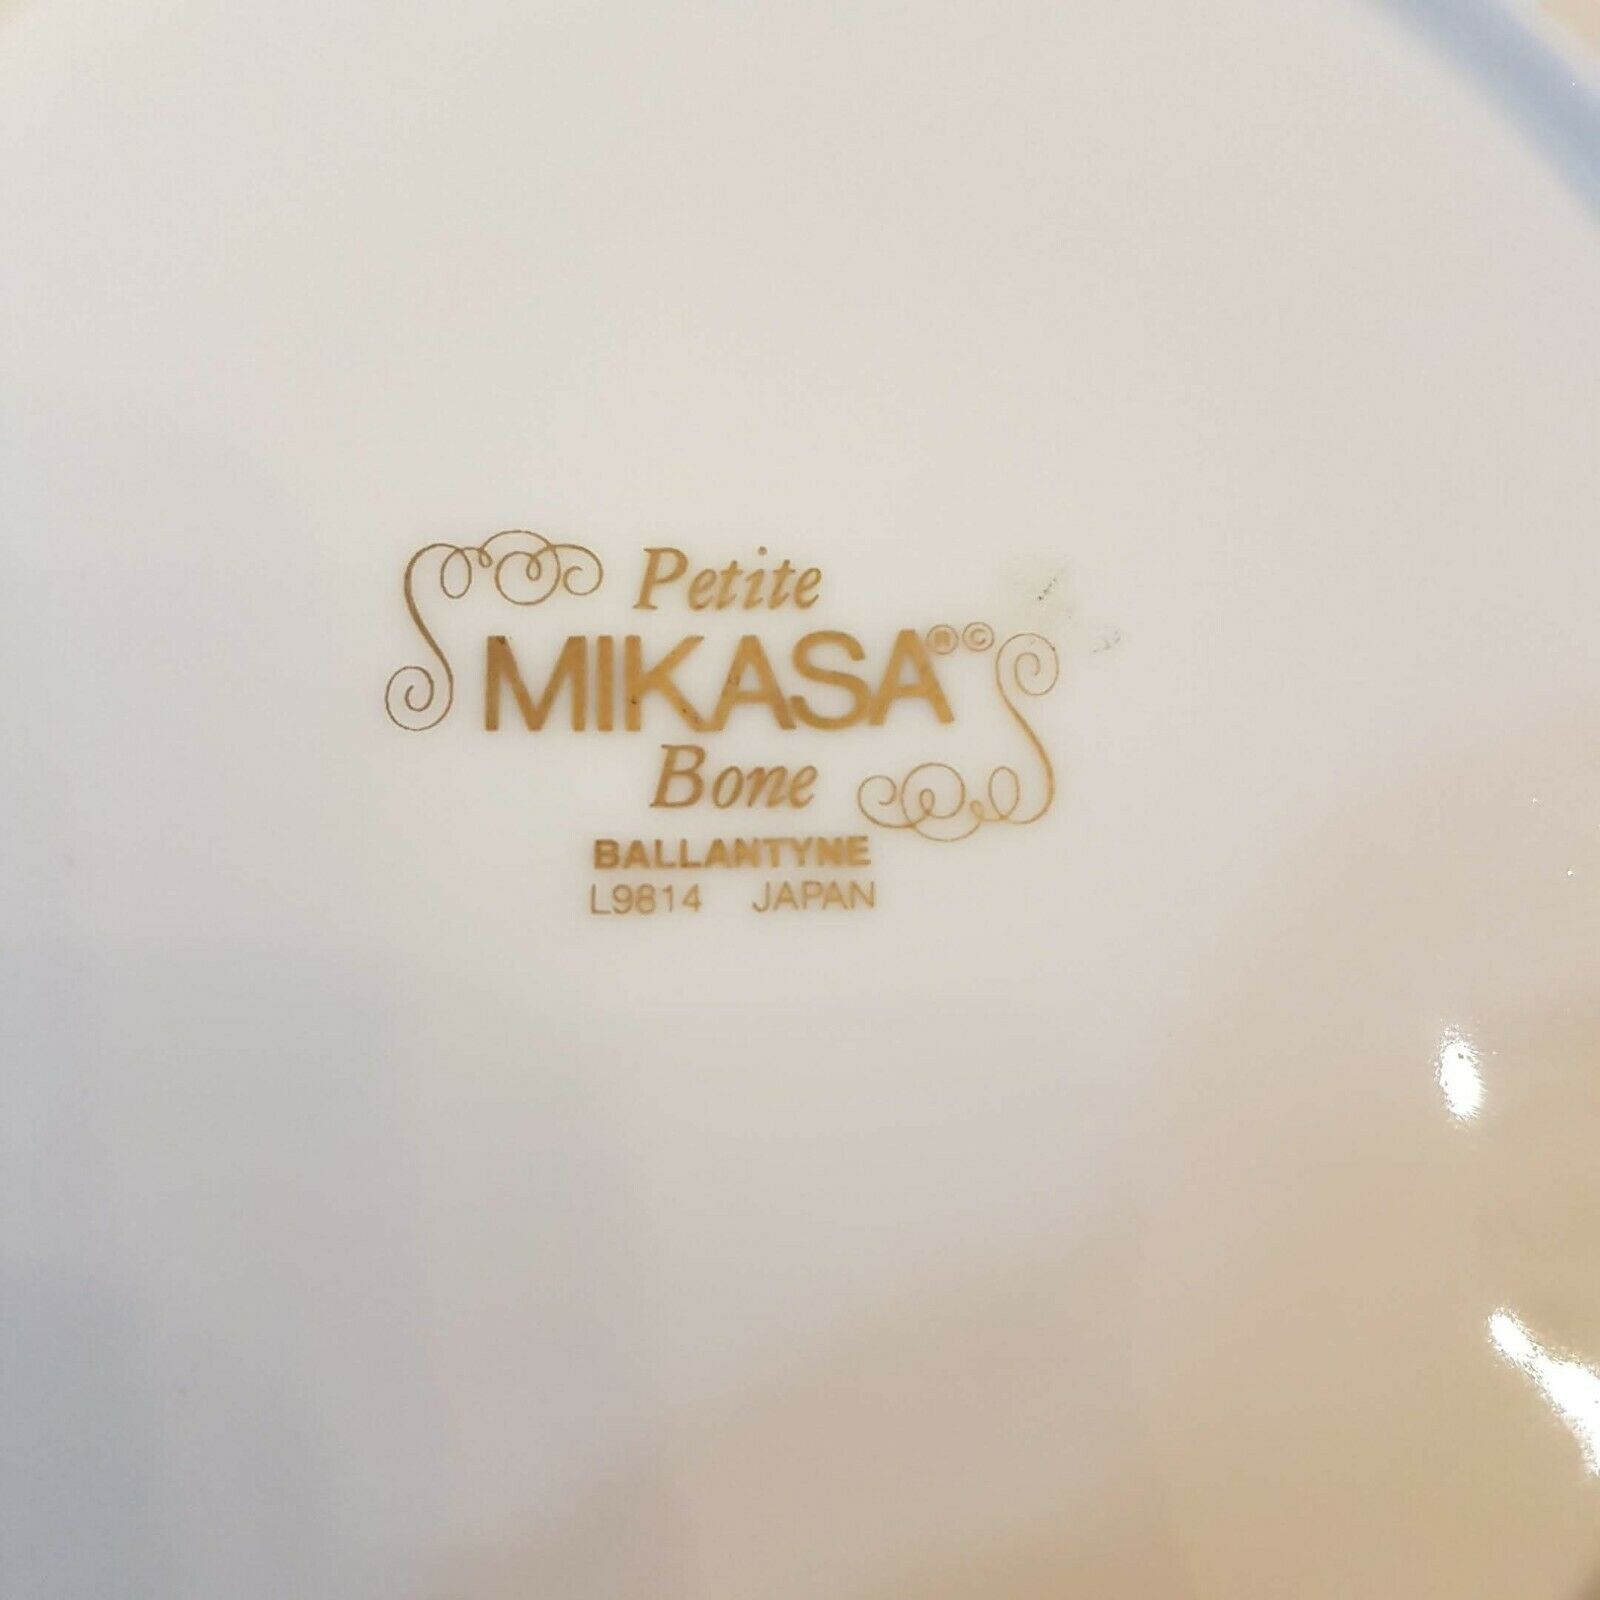 Petite
MIKASA®©
Bone
BALLANTYNE
L9814 JAPAN